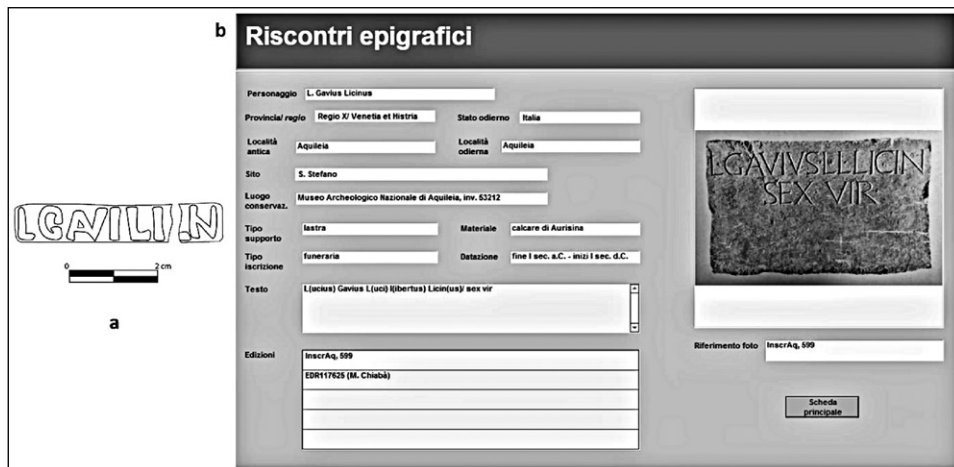 b
Riscontri epigrafici
Personaggio L. Gavius Licinus
Provincia/ regio Regio X/ Venetia et Histria Stato odierno Italia
Località antica Aquileia Località odierna Aquileia
Sito S. Stefano
Luogo conservaz. Museo Archeologico Nazionale di Aquileia, inv. 53212
Tipo supporto lastra Materiale calcare di Aurisina
Tipo iscrizione funeraria Datazione fine I sec. a.C. - inizi I sec. d.C.
Testo L(ucius) Gavius L(uci) l(ibertus) Licin(us)/ sex vir
Edizioni InscrAq, 599
EDR117625 (M. Chiabà)
L·GAVIVS L·L·LICIN
SEX VIR
Riferimento foto InscrAq, 599
Scheda principale
0 2 cm
a